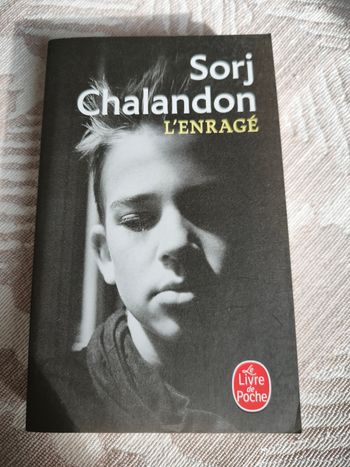 Sorj
Chalandon
L'ENRAGÉ
Le
Livre
de
Poche